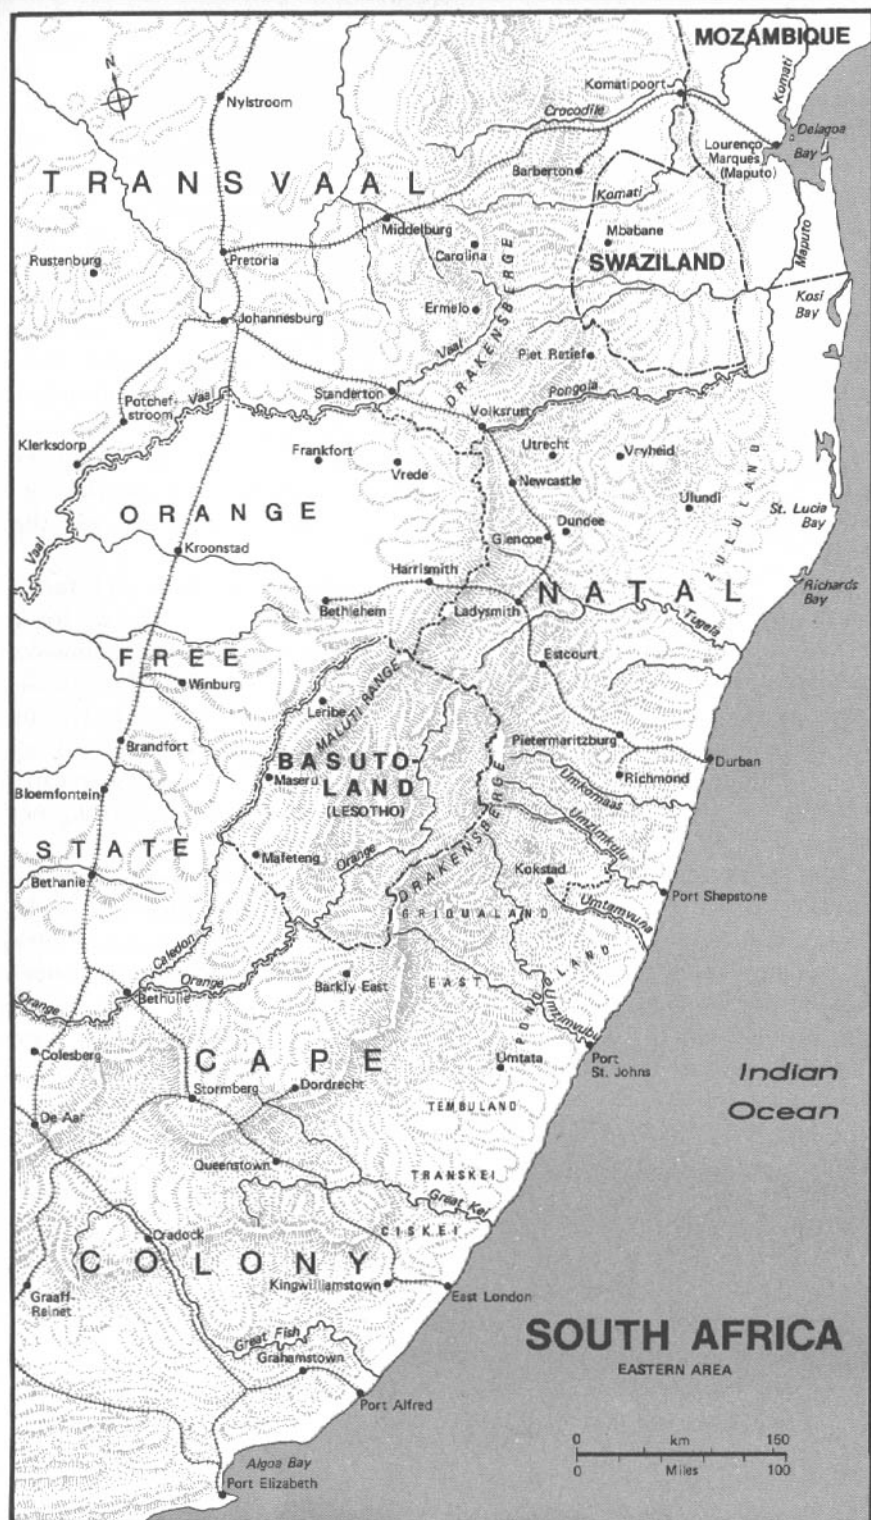 MOZAMBIQUE
N
Komatipoort
Komati
Nylstroom
Crocodile
Delagoa
Bay
Lourenço
Marques
(Maputo)
TRANSVAAL
Barberton
Komati
Middelburg
Mbabane
Maputo
Rustenburg
Pretoria
Carolina
SWAZILAND
Kosi
Bay
Ermelo
Johannesburg
DRAKENSBERGE
Vaal
Piet Retief
Standerton
Pongola
Potchef-
stroom
Vaal
Volksrust
Klerksdorp
Frankfort
Vrede
Utrecht
Vryheid
Newcastle
ZULULAND
Ulundi
ORANGE
St. Lucia
Bay
Dundee
Glencoe
Vaal
Kroonstad
Harrismith
Richards
Bay
NATAL
Bethlehem
Ladysmith
Tugela
FREE
Estcourt
Winburg
MALUTI RANGE
Leribe
Brandfort
Pietermaritzburg
BASUTO-
LAND
(LESOTHO)
Maseru
Durban
Richmond
Bloemfontein
Umkomaas
DRAKENSBERGE
Umzimkulu
STATE
Mafeteng
Orange
Kokstad
Bethanie
Port Shepstone
GRIQUALAND
Umtamvuna
Caledon
Orange
Barkly East
EAST
PONDOLAND
Orange
Bethulie
Umzimvubu
Colesberg
CAPE
Umtata
Port
St. Johns
Indian
Ocean
Stormberg
Dordrecht
TEMBULAND
De Aar
Queenstown
TRANSKEI
Great Kei
CISKEI
Cradock
COLONY
Graaff-
Reinet
Kingwilliamstown
East London
Great Fish
Grahamstown
SOUTH AFRICA
EASTERN AREA
Port Alfred
0 km 150
0 Miles 100
Algoa Bay
Port Elizabeth